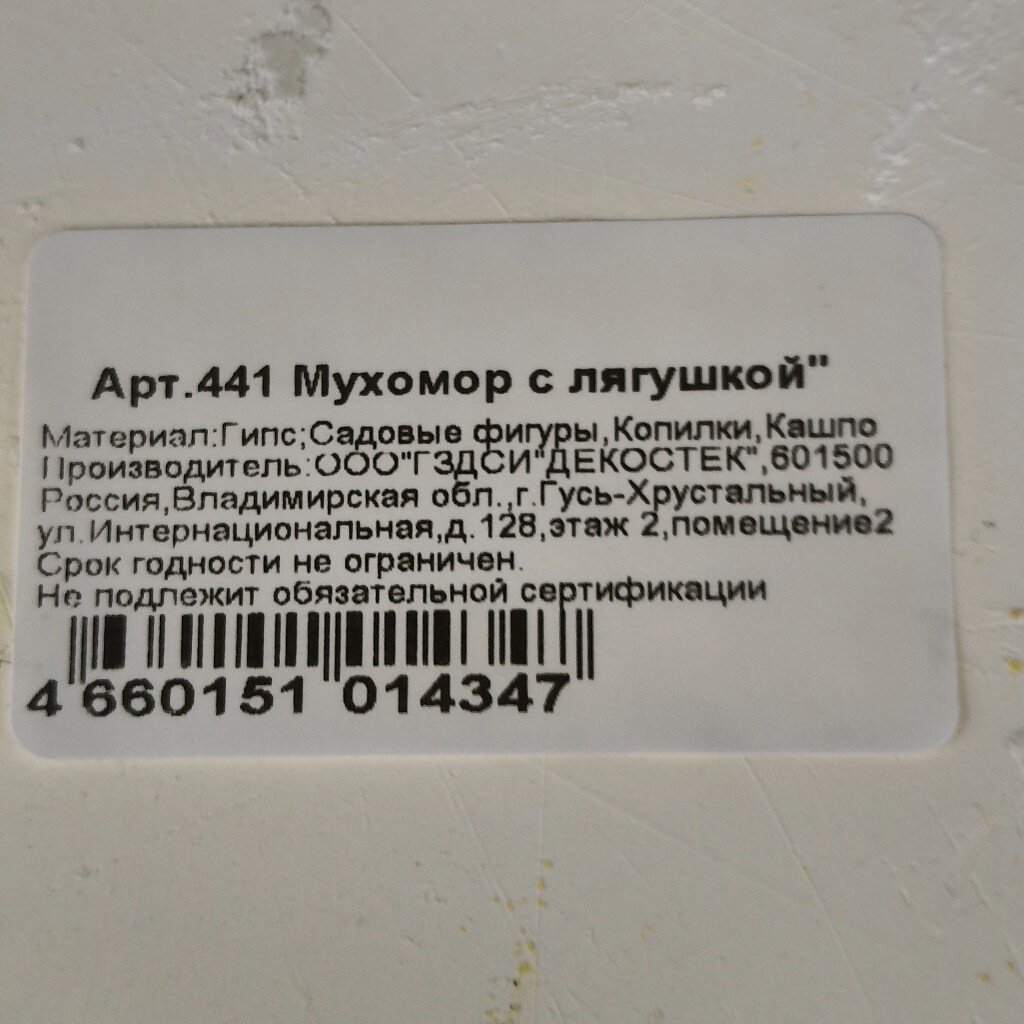 Арт.441 Мухомор с лягушкой"
Материал:Гипс;Садовые фигуры,Копилки,Кашпо
Производитель:ООО"ГЗДСИ"ДЕКОСТЕК",601500
Россия,Владимирская обл.,г.Гусь-Хрустальный,
ул.Интернациональная,д.128,этаж 2,помещение2
Срок годности не ограничен.
Не подлежит обязательной сертификации
4 660151 014347